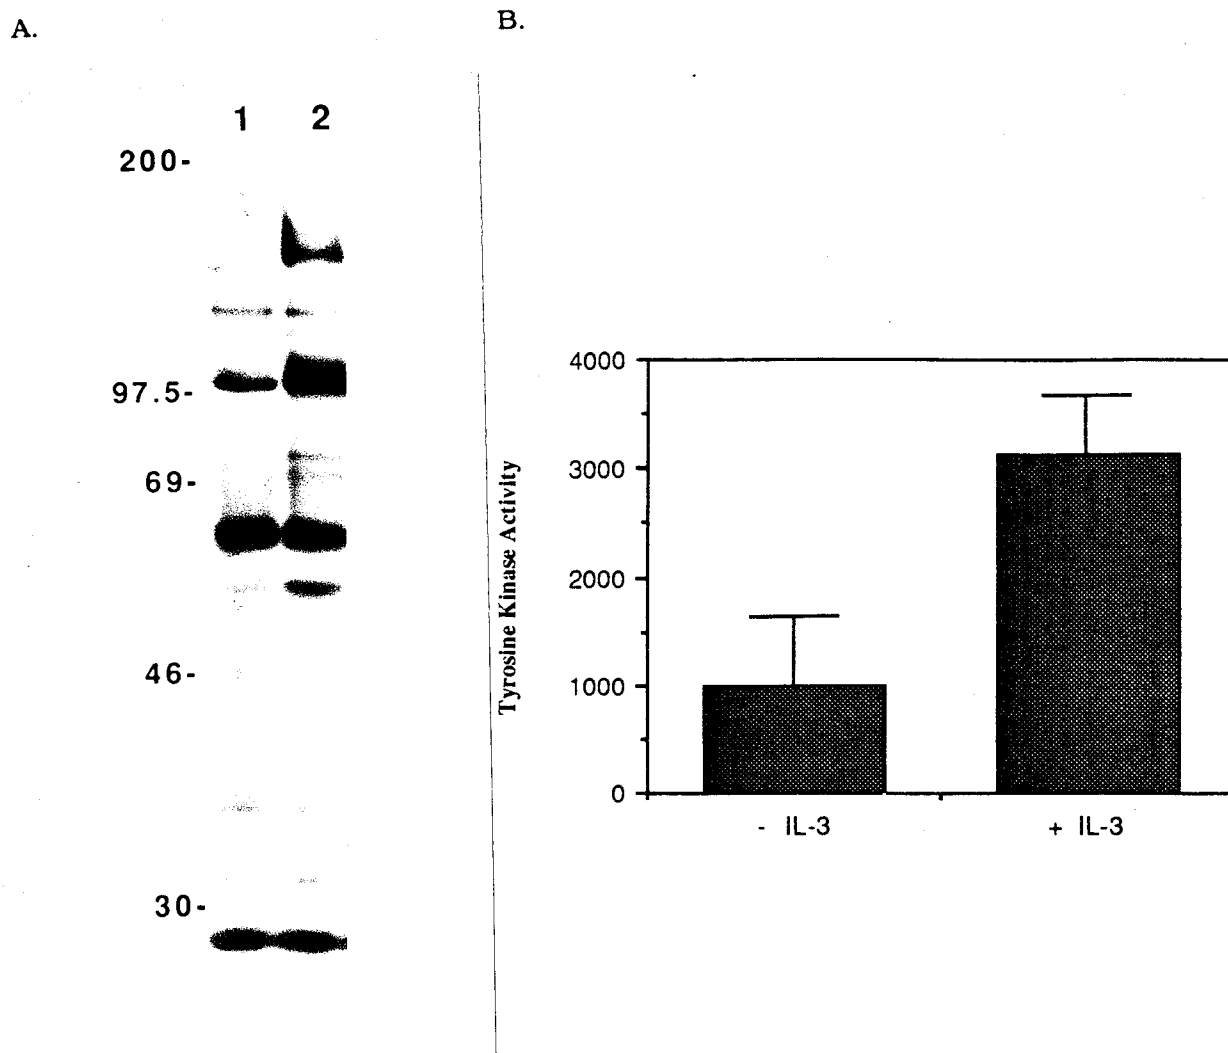 A.
1 2
200-
97.5-
69-
46-
30-
B.
Tyrosine Kinase Activity
4000
3000
2000
1000
0
- IL-3
+ IL-3